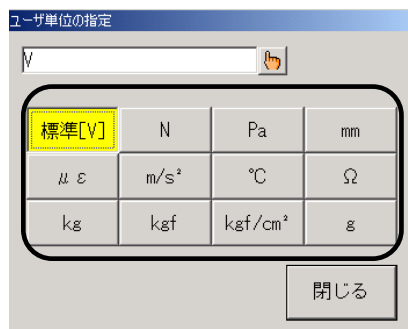 ユーザ単位の指定
V
標準[V] N Pa mm
μ ε m/s² ℃ Ω
kg kgf kgf/cm² g
閉じる